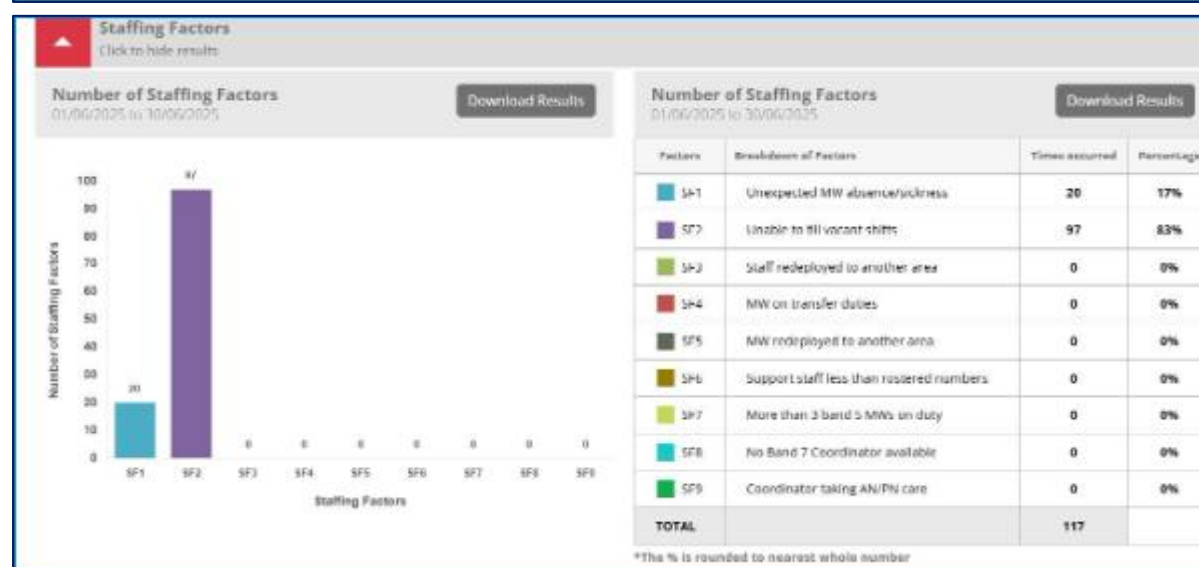 Staffing Factors
Click to hide results
Number of Staffing Factors
01/06/2025 to 30/06/2025
Download Results
Number of Staffing Factors
100
90
80
70
60
50
40
30
20
10
0
20
97
0 0 0 0 0 0 0
SF1 SF2 SF3 SF4 SF5 SF6 SF7 SF8 SF9
Staffing Factors
Number of Staffing Factors
01/06/2025 to 30/06/2025
Download Results
Factors Breakdown of Factors Times occurred Percentage
SF1 Unexpected MW absence/sickness 20 17%
SF2 Unable to fill vacant shifts 97 83%
SF3 Staff redeployed to another area 0 0%
SF4 MW on transfer duties 0 0%
SF5 MW redeployed to another area 0 0%
SF6 Support staff less than rostered numbers 0 0%
SF7 More than 3 band 5 MWs on duty 0 0%
SF8 No Band 7 Coordinator available 0 0%
SF9 Coordinator taking AN/PN care 0 0%
TOTAL 117
*The % is rounded to nearest whole number